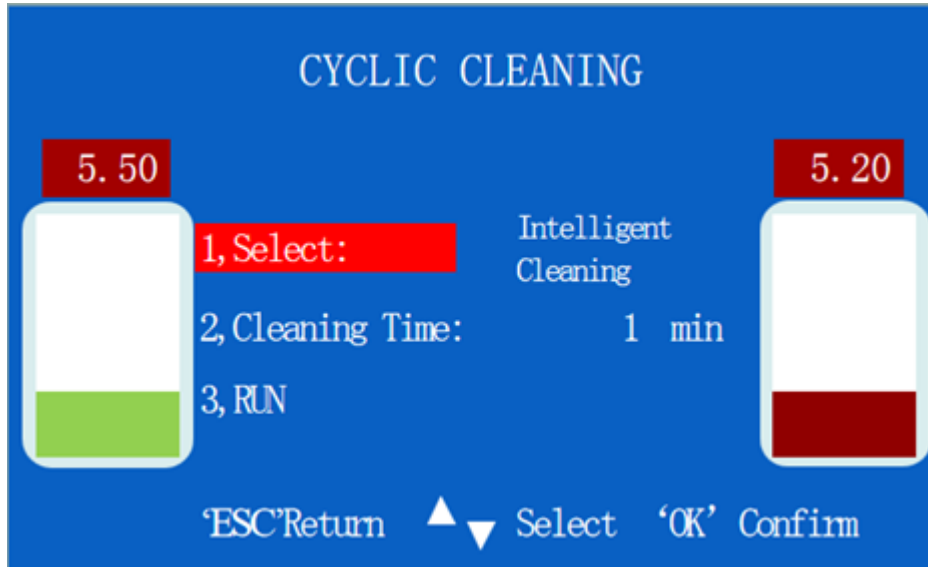 CYCLIC CLEANING
5.50
5.20
1,Select:
Intelligent
Cleaning
2,Cleaning Time: 1 min
3,RUN
‘ESC’Return ▲▼ Select ‘OK’ Confirm